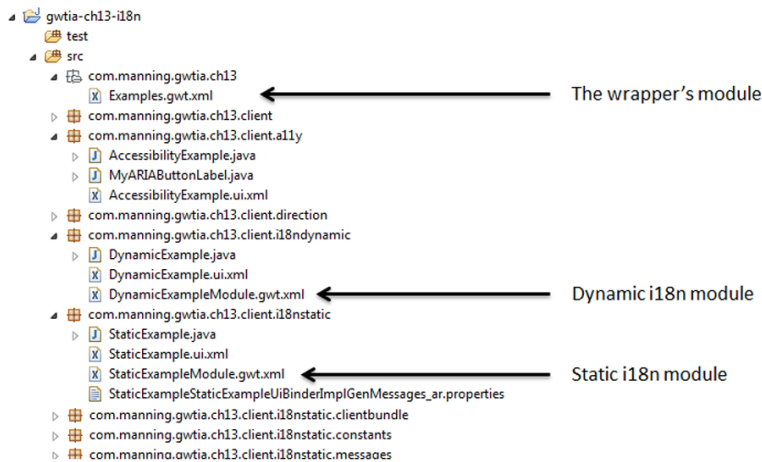 gwtia-ch13-i18n
test
src
com.manning.gwtia.ch13
Examples.gwt.xml
The wrapper's module
com.manning.gwtia.ch13.client
com.manning.gwtia.ch13.client.a11y
AccessibilityExample.java
MyARIAButtonLabel.java
AccessibilityExample.ui.xml
com.manning.gwtia.ch13.client.direction
com.manning.gwtia.ch13.client.i18ndynamic
DynamicExample.java
DynamicExample.ui.xml
DynamicExampleModule.gwt.xml
Dynamic i18n module
com.manning.gwtia.ch13.client.i18nstatic
StaticExample.java
StaticExample.ui.xml
StaticExampleModule.gwt.xml
Static i18n module
StaticExampleStaticExampleUiBinderImplGenMessages_ar.properties
com.manning.gwtia.ch13.client.i18nstatic.clientbundle
com.manning.gwtia.ch13.client.i18nstatic.constants
com.manning.gwtia.ch13.client.i18nstatic.messages